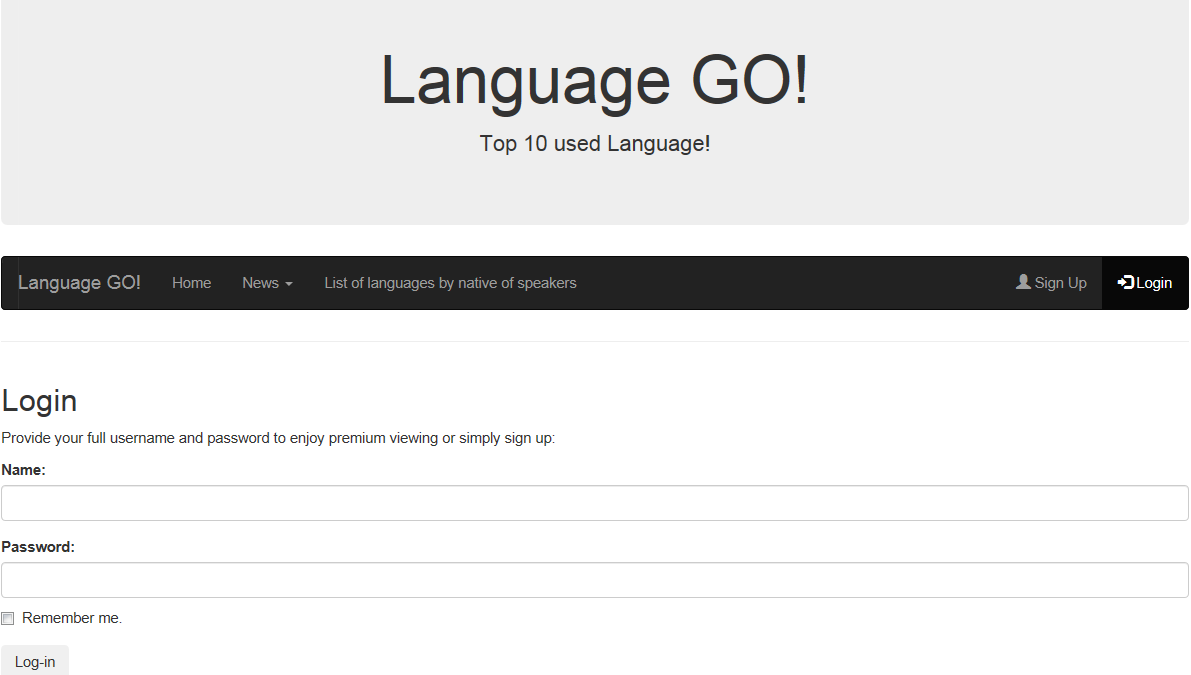 Language GO!
Top 10 used Language!
Language GO! Home News List of languages by native of speakers Sign Up Login
Login
Provide your full username and password to enjoy premium viewing or simply sign up:
Name:
Password:
Remember me.
Log-in